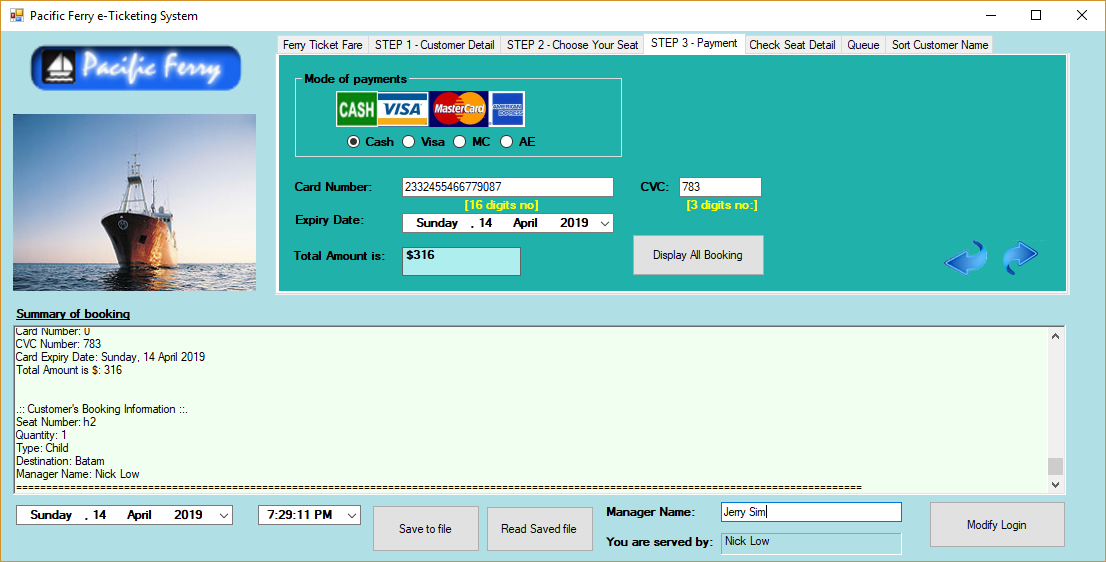 Pacific Ferry e-Ticketing System
Pacific Ferry
Ferry Ticket Fare STEP 1 - Customer Detail STEP 2 - Choose Your Seat STEP 3 - Payment Check Seat Detail Queue Sort Customer Name
Mode of payments
CASH VISA MasterCard AMERICAN EXPRESS
Cash Visa MC AE
Card Number: 2332455466779087 CVC: 783
[16 digits no] [3 digits no:]
Expiry Date: Sunday , 14 April 2019
Total Amount is: $316 Display All Booking
Summary of booking
Card Number: 0
CVC Number: 783
Card Expiry Date: Sunday, 14 April 2019
Total Amount is $: 316
.:: Customer's Booking Information ::.
Seat Number: h2
Quantity: 1
Type: Child
Destination: Batam
Manager Name: Nick Low
=====================================================================================================================================================
Sunday , 14 April 2019 7:29:11 PM Save to file Read Saved file Manager Name: Jerry Sim Modify Login
You are served by: Nick Low